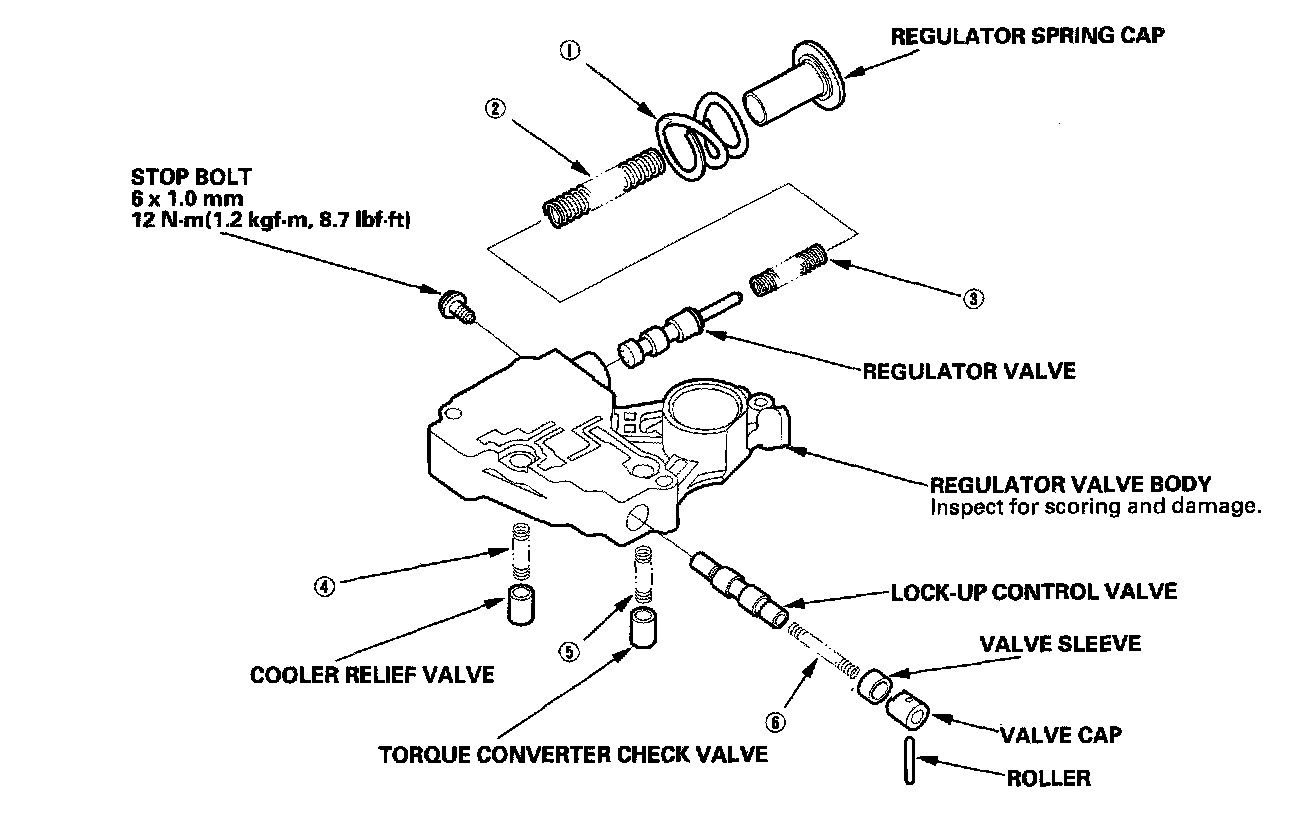 REGULATOR SPRING CAP
①
②
STOP BOLT
6 x 1.0 mm
12 N·m(1.2 kgf·m, 8.7 lbf·ft)
③
REGULATOR VALVE
REGULATOR VALVE BODY
Inspect for scoring and damage.
④
LOCK-UP CONTROL VALVE
⑤
VALVE SLEEVE
COOLER RELIEF VALVE
⑥
VALVE CAP
TORQUE CONVERTER CHECK VALVE
ROLLER